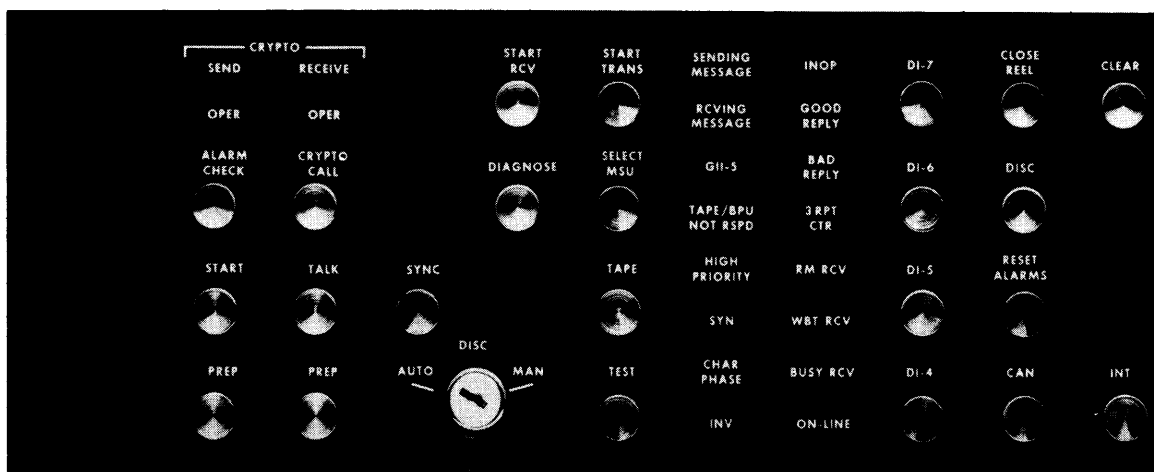 CRYPTO
SEND RECEIVE
START
RCV
START
TRANS
SENDING
MESSAGE
INOP
DI-7
CLOSE
REEL
CLEAR
OPER OPER
RCVING
MESSAGE
GOOD
REPLY
ALARM
CHECK
CRYPTO
CALL
DIAGNOSE
SELECT
MSU
GII-5
BAD
REPLY
DI-6
DISC
TAPE/BPU
NOT RSPD
3 RPT
CTR
START
TALK
SYNC
TAPE
HIGH
PRIORITY
RM RCV
DI-5
RESET
ALARMS
SYN
WBT RCV
PREP
PREP
AUTO
DISC
MAN
TEST
CHAR
PHASE
BUSY RCV
DI-4
CAN
INT
INV
ON-LINE